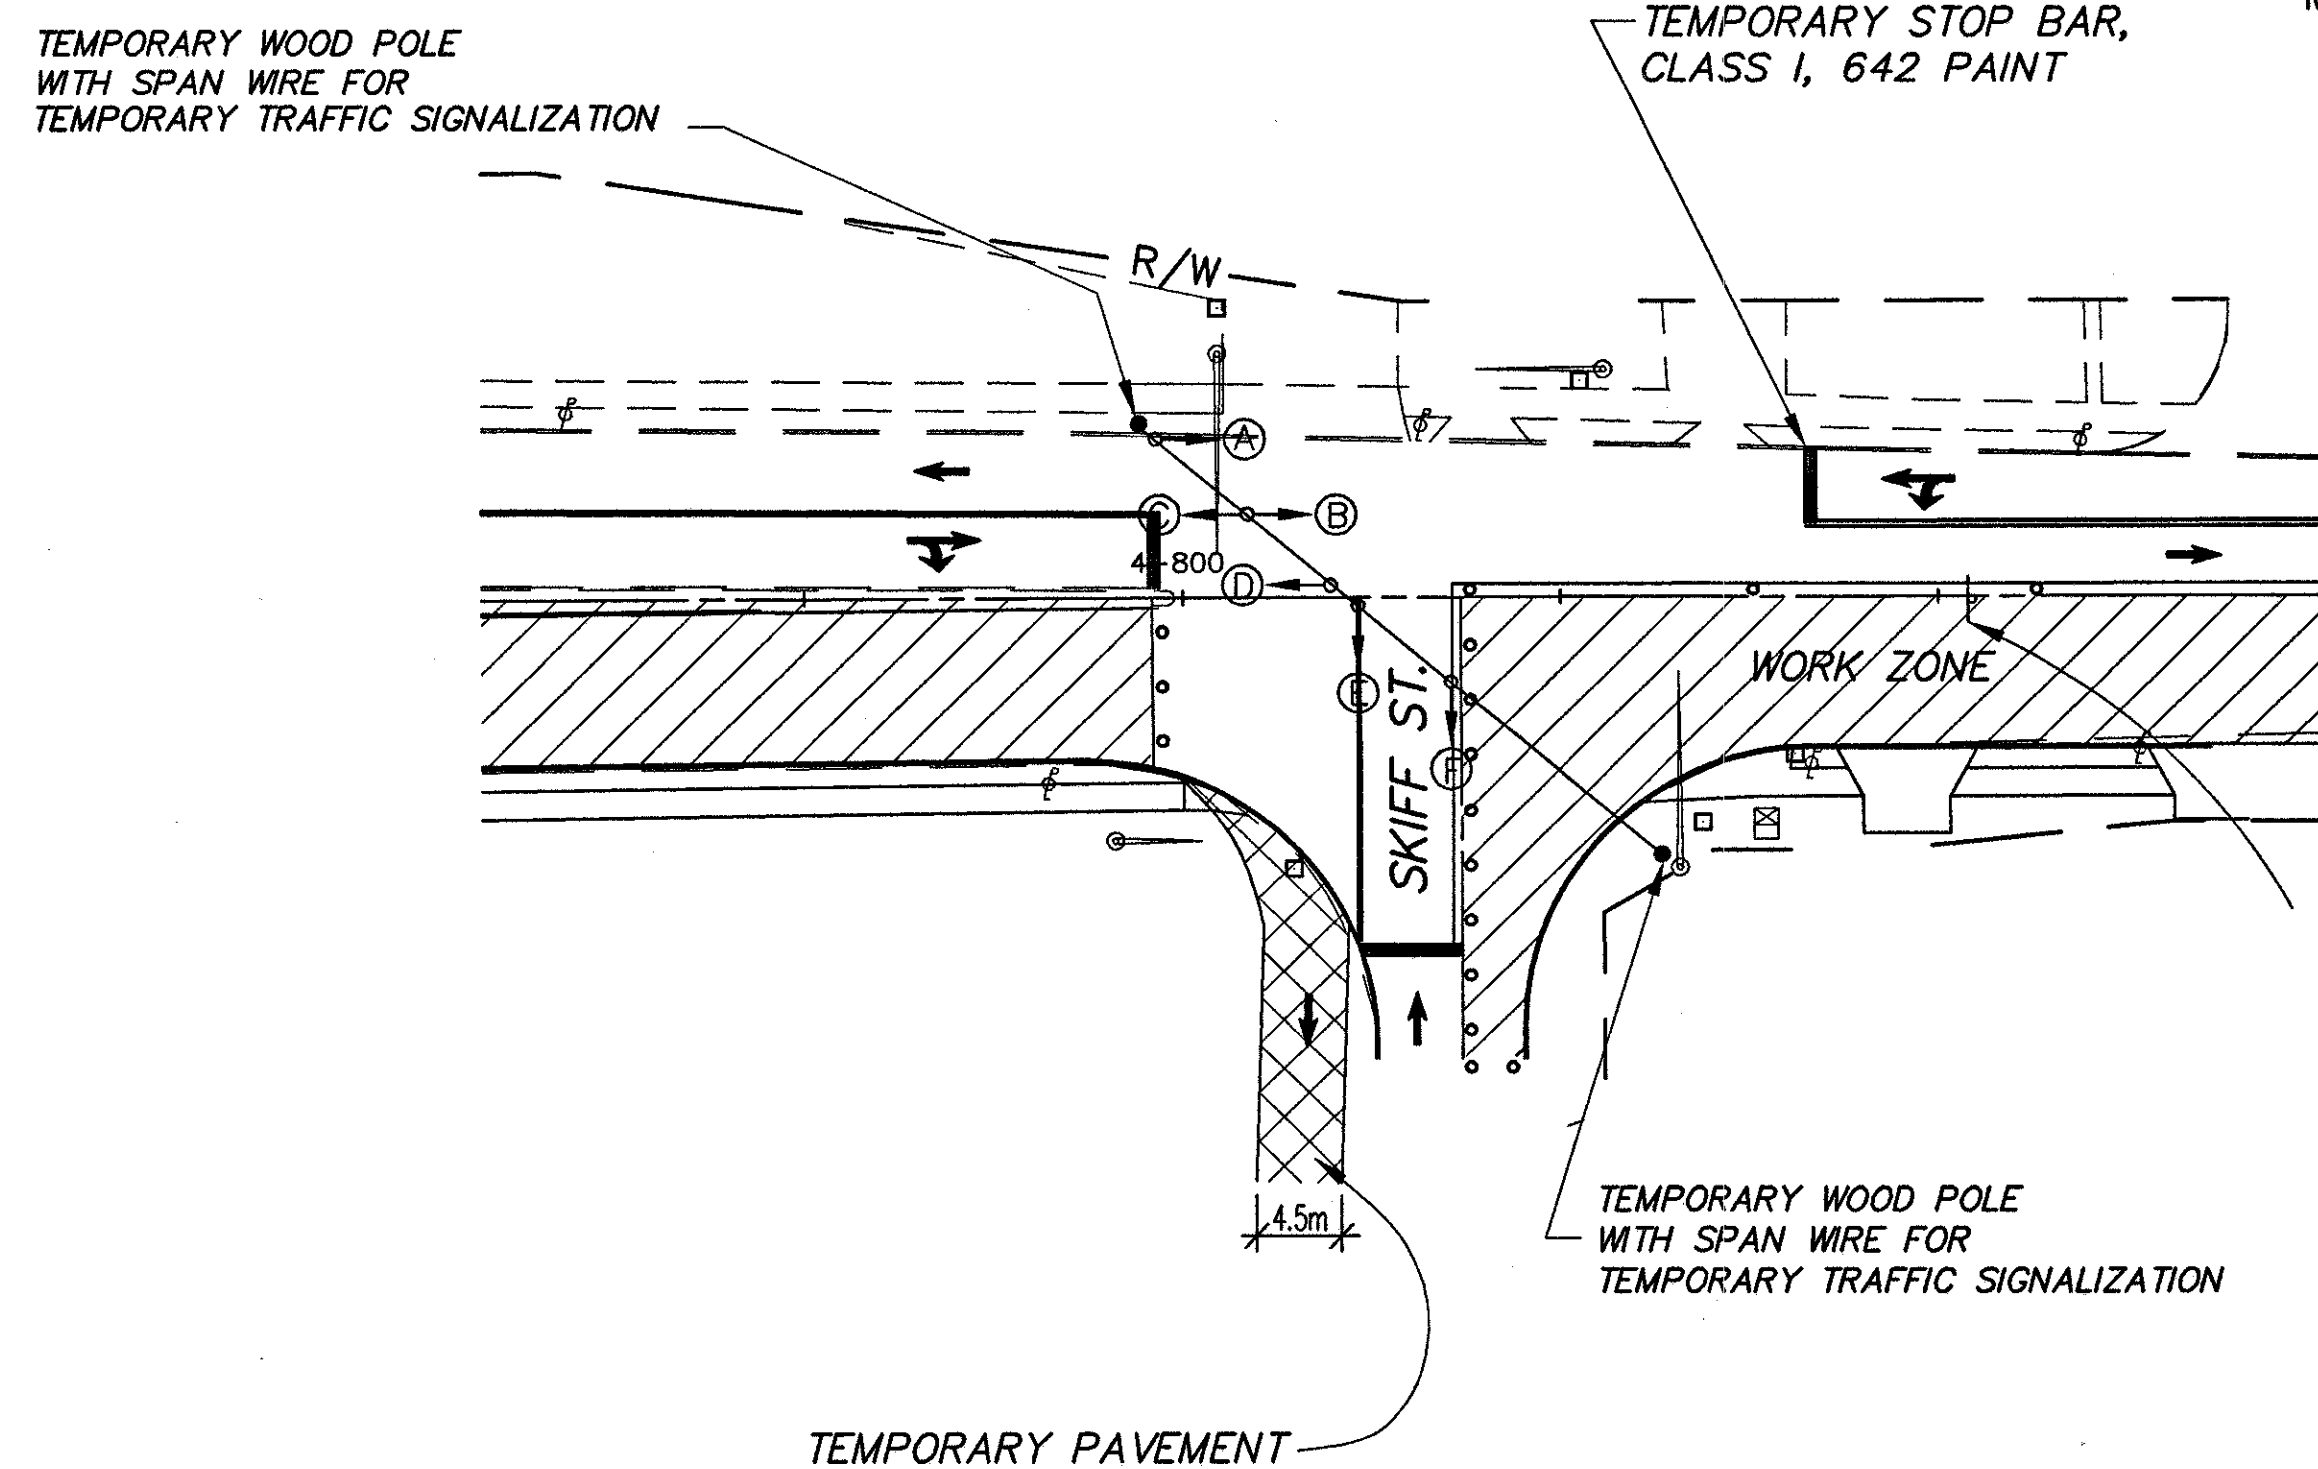 TEMPORARY WOOD POLE
WITH SPAN WIRE FOR
TEMPORARY TRAFFIC SIGNALIZATION
TEMPORARY STOP BAR,
CLASS I, 642 PAINT
R/W
A
C
B
800
D
WORK ZONE
E
SKIFF ST.
F
4.5m
TEMPORARY WOOD POLE
WITH SPAN WIRE FOR
TEMPORARY TRAFFIC SIGNALIZATION
TEMPORARY PAVEMENT